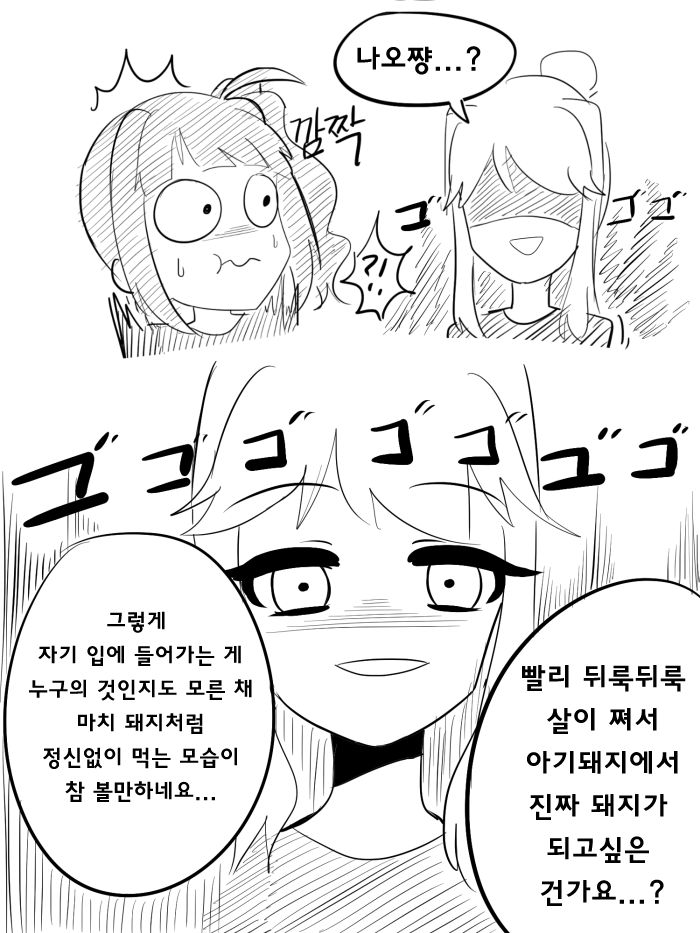 나오쨩...?
깜짝
?!
ゴ
ゴ
ゴ
ゴ
ゴ
ゴ
ゴ
ゴ
ゴ
ゴ
그렇게
자기 입에 들어가는 게
누구의 것인지도 모른 채
마치 돼지처럼
정신없이 먹는 모습이
참 볼만하네요...
빨리 뒤룩뒤룩
살이 쪄서
아기돼지에서
진짜 돼지가
되고싶은
건가요...?